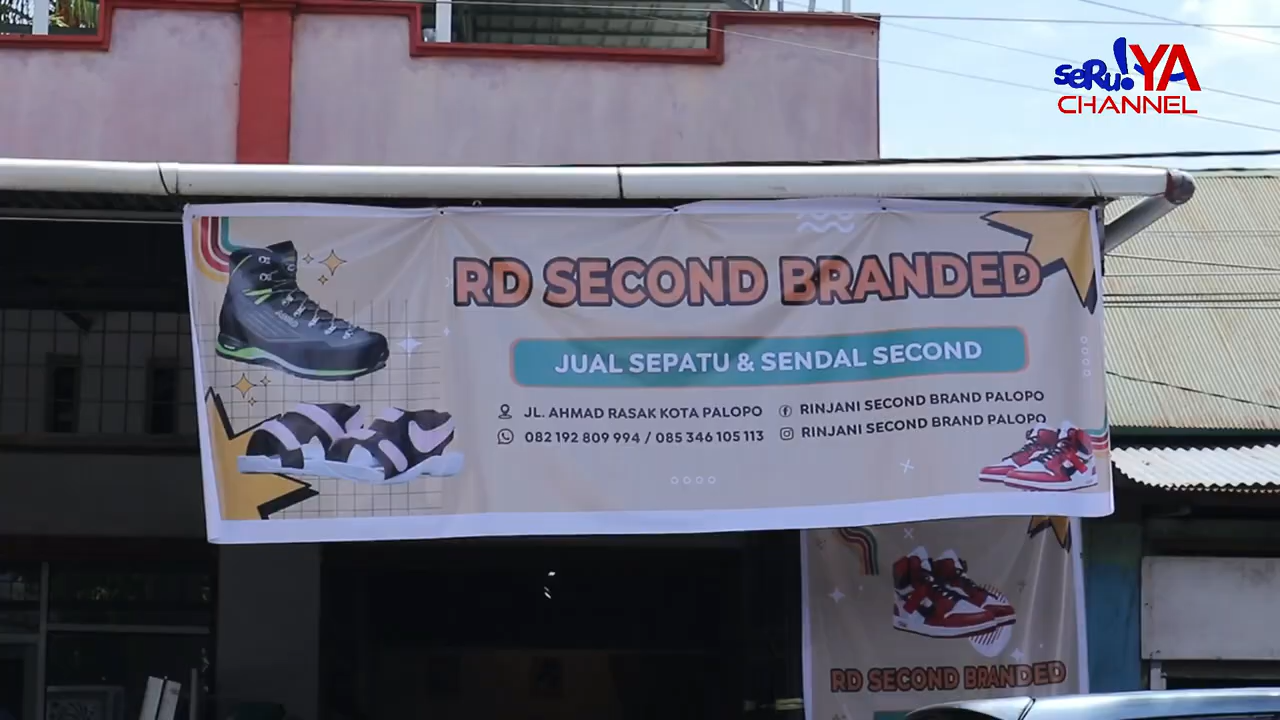 seRu!YA
CHANNEL
RD SECOND BRANDED
JUAL SEPATU & SENDAL SECOND
JL. AHMAD RASAK KOTA PALOPO
082 192 809 994 / 085 346 105 113
RINJANI SECOND BRAND PALOPO
RINJANI SECOND BRAND PALOPO
RD SECOND BRANDED